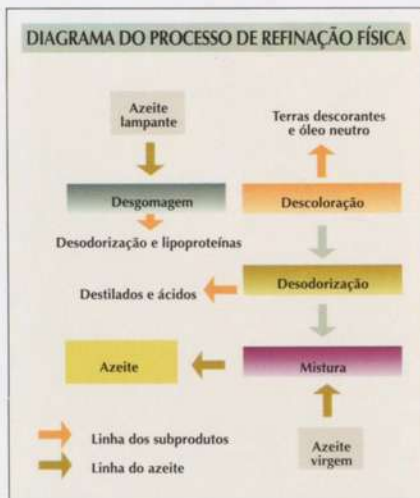 DIAGRAMA DO PROCESSO DE REFINAÇÃO FÍSICA
Azeite
lampante
Terras descorantes
e óleo neutro
Desgomagem
Descoloração
Desodorização e lipoproteínas
Desodorização
Destilados e ácidos
Azeite
Mistura
Linha dos subprodutos
Linha do azeite
Azeite
virgem